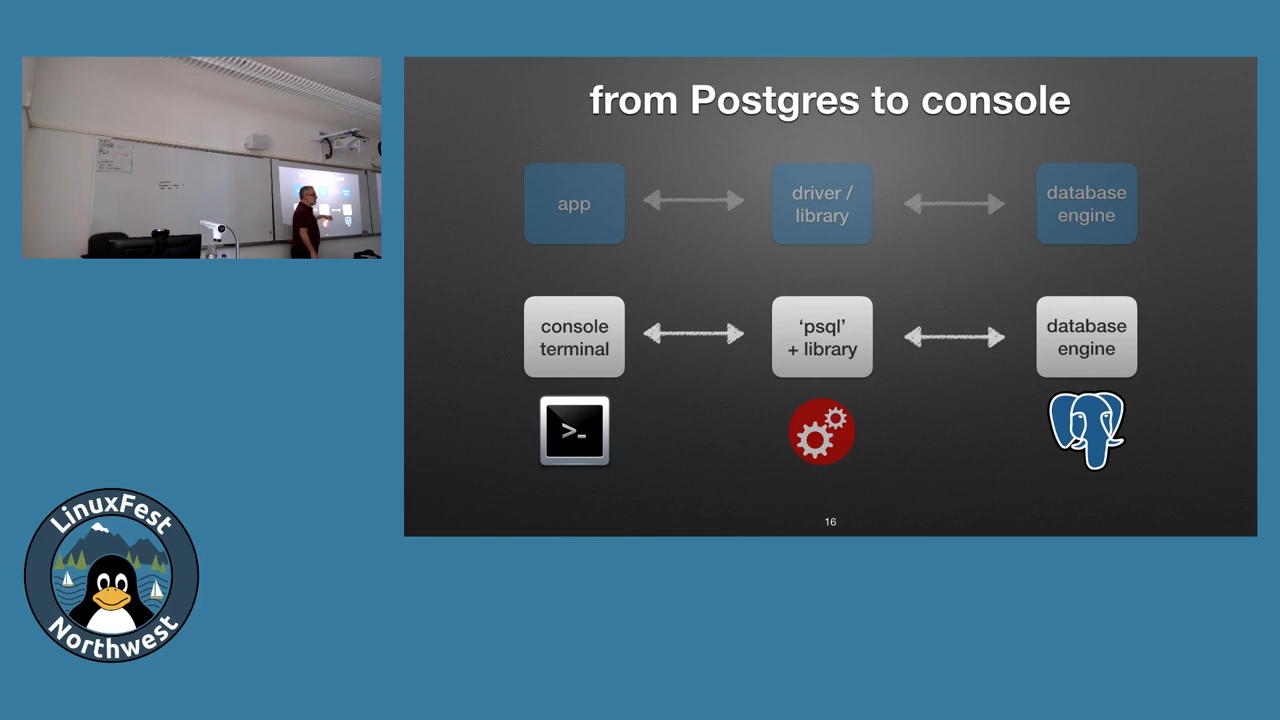 from Postgres to console
app
driver /
library
database
engine
console
terminal
‘psql’
+ library
database
engine
>_
16
LinuxFest
Northwest